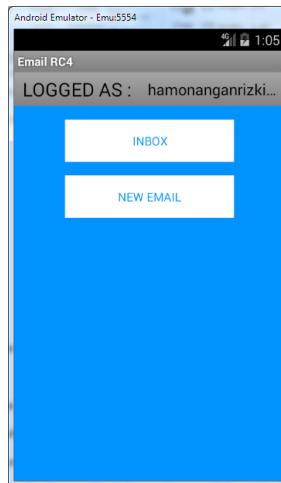 Android Emulator - Emu:5554
4G 1:05
Email RC4
LOGGED AS : hamonanganrizki...
INBOX
NEW EMAIL